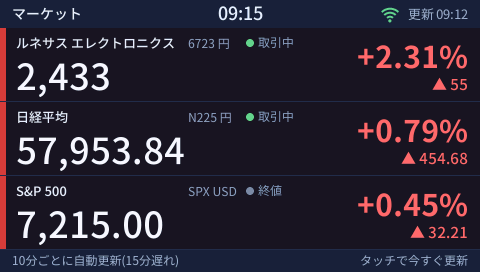 マーケット 09:15 更新 09:12
ルネサス エレクトロニクス 6723 円 取引中 +2.31%
2,433 ▲ 55
日経平均 N225 円 取引中 +0.79%
57,953.84 ▲ 454.68
S&P 500 SPX USD 終値 +0.45%
7,215.00 ▲ 32.21
10分ごとに自動更新(15分遅れ) タッチで今すぐ更新